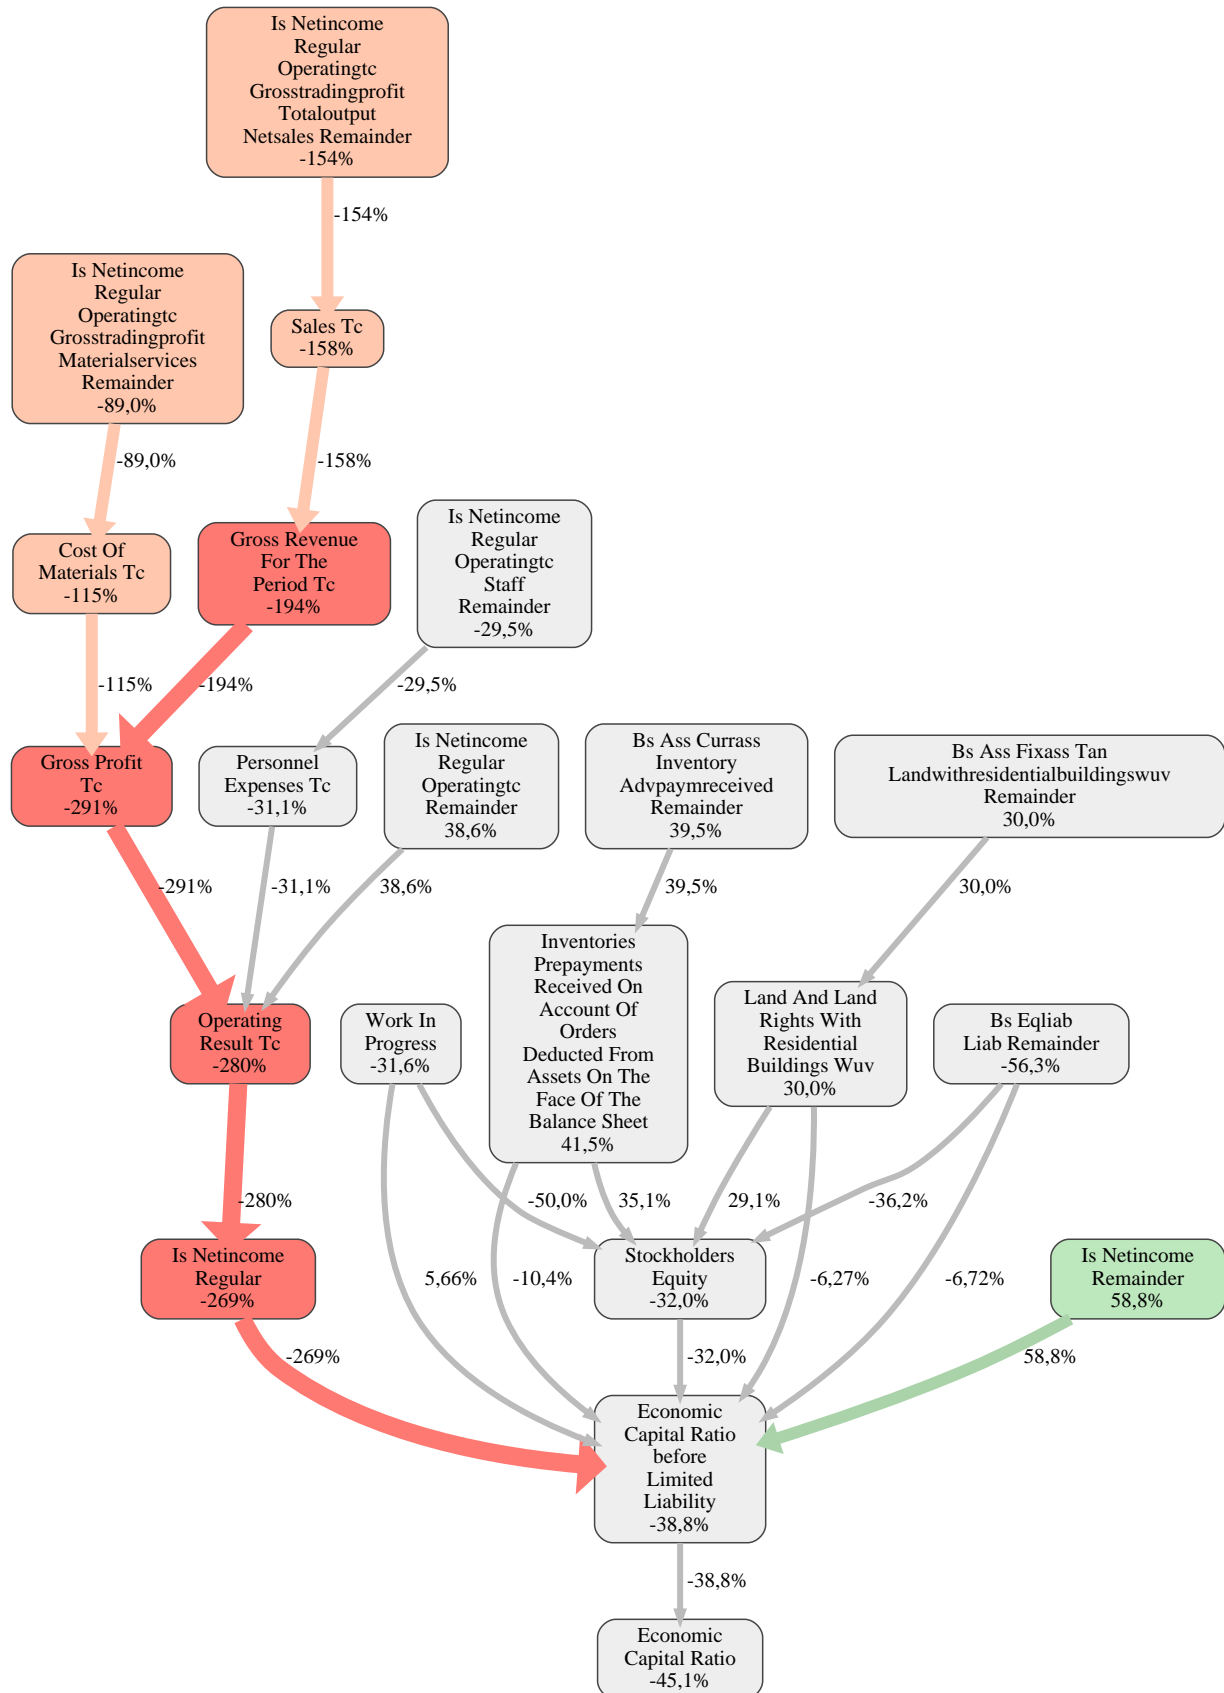 Is Netincome
Regular
Operatingtc
Grosstradingprofit
Totaloutput
Netsales Remainder
-154%
-154%
Is Netincome
Regular
Operatingtc
Grosstradingprofit
Materialservices
Remainder
-89,0%
Sales Tc
-158%
-89,0%
-158%
Cost Of
Materials Tc
-115%
Gross Revenue
For The
Period Tc
-194%
Is Netincome
Regular
Operatingtc
Staff
Remainder
-29,5%
-115%
-194%
-29,5%
Gross Profit
Tc
-291%
Personnel
Expenses Tc
-31,1%
Is Netincome
Regular
Operatingtc
Remainder
38,6%
Bs Ass Currass
Inventory
Advpaymreceived
Remainder
39,5%
Bs Ass Fixass Tan
Landwithresidentialbuildingswuv
Remainder
30,0%
-291%
-31,1%
38,6%
39,5%
30,0%
Operating
Result Tc
-280%
Work In
Progress
-31,6%
Inventories
Prepayments
Received On
Account Of
Orders
Deducted From
Assets On The
Face Of The
Balance Sheet
41,5%
Land And Land
Rights With
Residential
Buildings Wuv
30,0%
Bs Eqliab
Liab Remainder
-56,3%
-280%
-50,0%
35,1%
29,1%
-36,2%
Is Netincome
Regular
-269%
5,66%
-10,4%
Stockholders
Equity
-32,0%
-6,27%
-6,72%
Is Netincome
Remainder
58,8%
-269%
-32,0%
58,8%
Economic
Capital Ratio
before
Limited
Liability
-38,8%
-38,8%
Economic
Capital Ratio
-45,1%